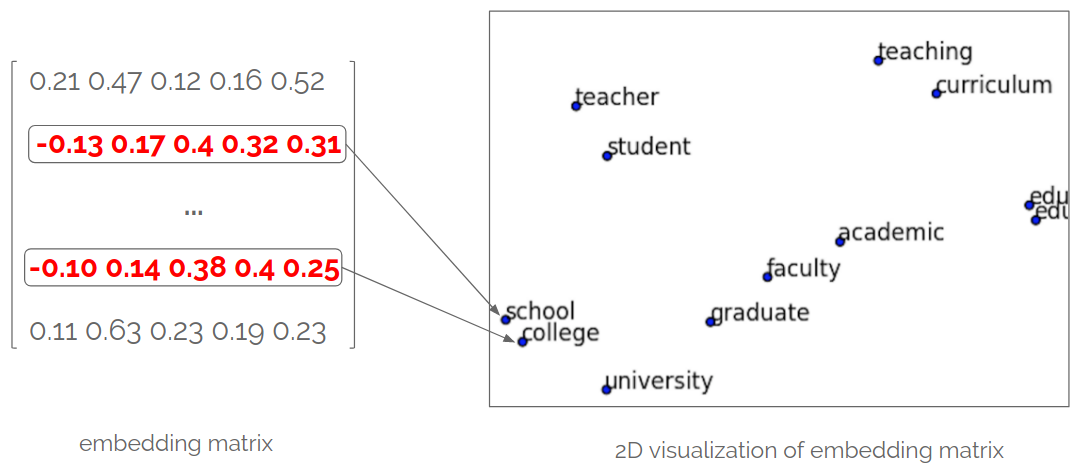 0.21 0.47 0.12 0.16 0.52
-0.13 0.17 0.4 0.32 0.31
...
-0.10 0.14 0.38 0.4 0.25
0.11 0.63 0.23 0.19 0.23
embedding matrix
teaching
curriculum
teacher
student
edu
edu
academic
faculty
school
graduate
college
university
2D visualization of embedding matrix